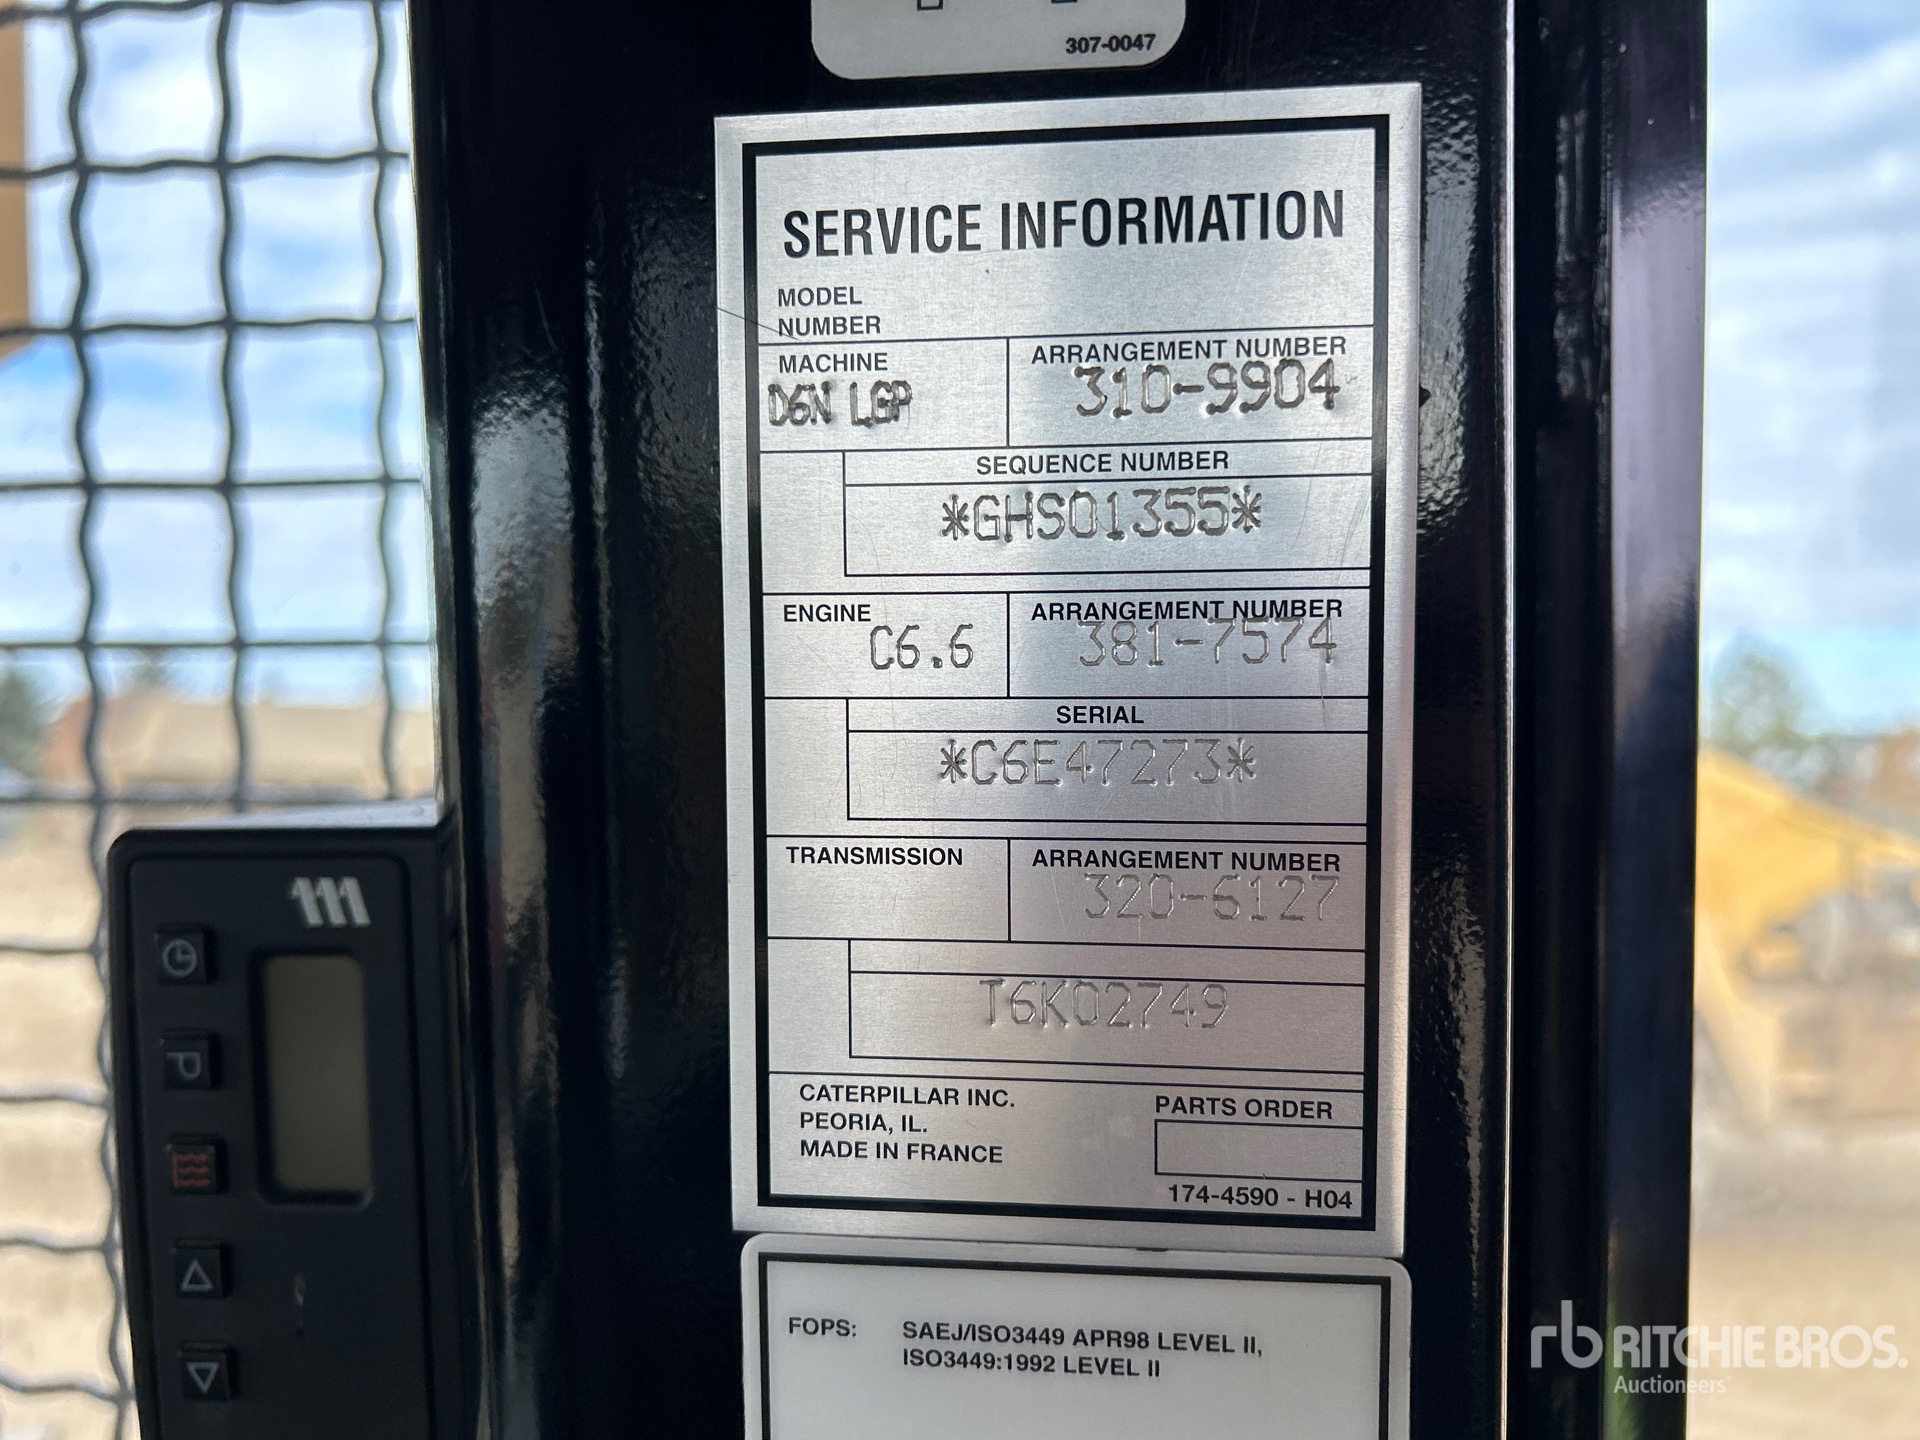 307-0047
SERVICE INFORMATION
MODEL
NUMBER
MACHINE
D6N LGP
ARRANGEMENT NUMBER
310-9904
SEQUENCE NUMBER
*GHS01355*
ENGINE
C6.6
ARRANGEMENT NUMBER
381-7574
SERIAL
*C6E47273*
TRANSMISSION
ARRANGEMENT NUMBER
320-6127
T6K02749
CATERPILLAR INC.
PEORIA, IL.
MADE IN FRANCE
PARTS ORDER
174-4590 - H04
FOPS: SAEJ/ISO3449 APR98 LEVEL II,
ISO3449:1992 LEVEL II
P
rb RITCHIE BROS.
Auctioneers